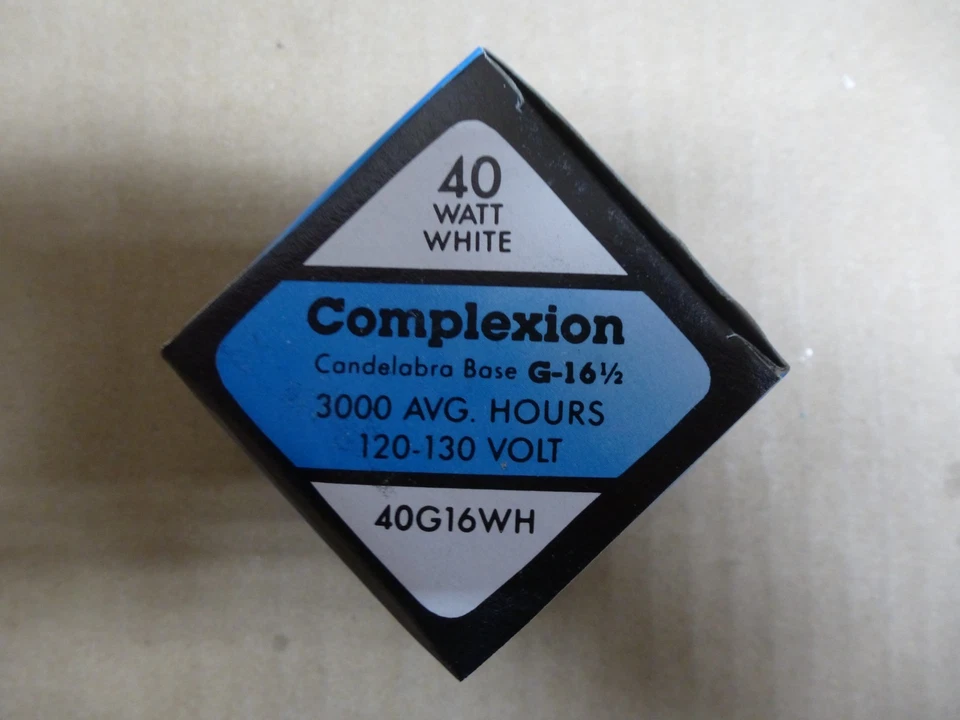 40
WATT
WHITE
Complexion
Candelabra Base G-16½
3000 AVG. HOURS
120-130 VOLT
40G16WH